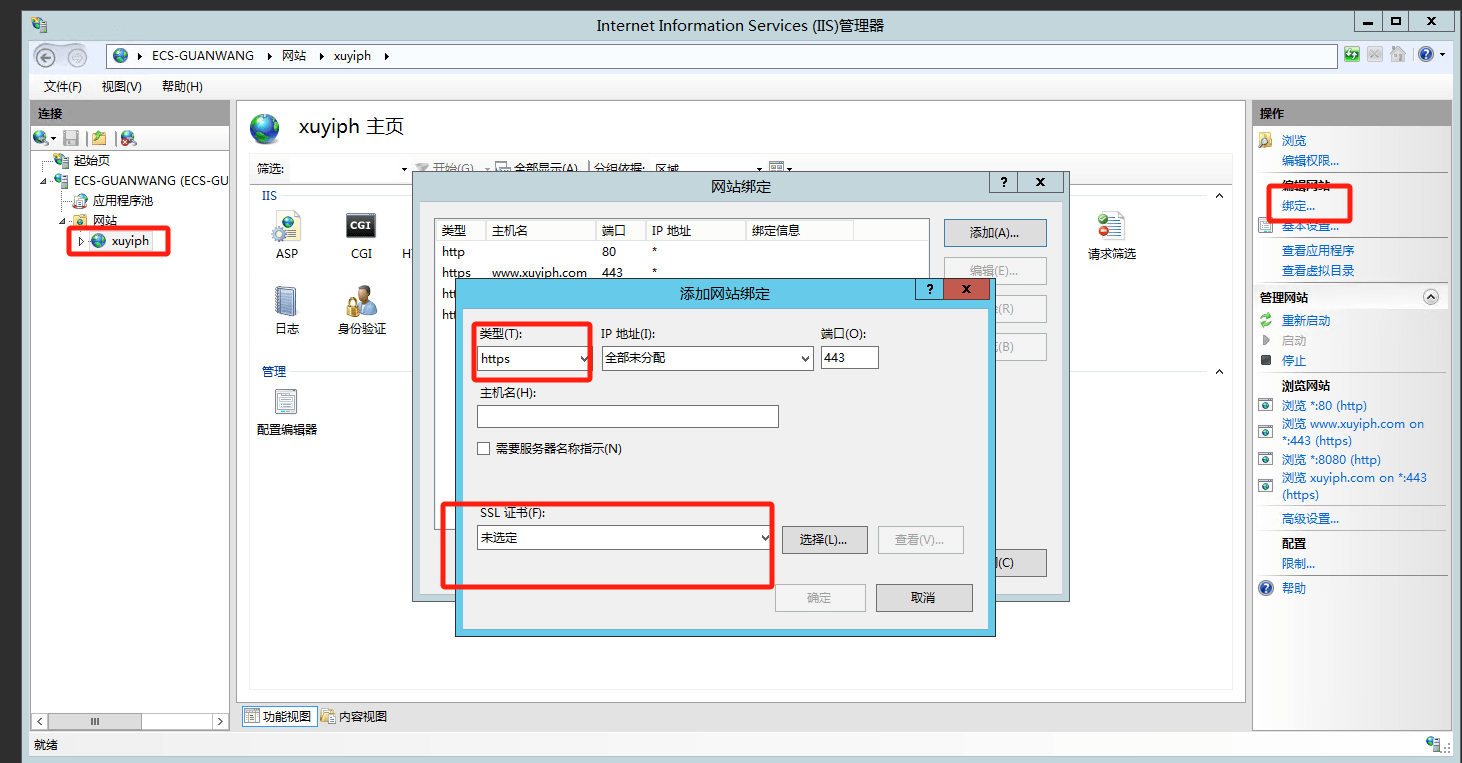 Internet Information Services (IIS)管理器
ECS-GUANWANG 网站 xuyiph
文件(F) 视图(V) 帮助(H)
连接
起始页
ECS-GUANWANG (ECS-GU
应用程序池
网站
xuyiph
xuyiph 主页
筛选: 开始(G) 全部显示(A) 分组依据: 区域
IIS
ASP
CGI
CGI
H
请求筛选
日志
身份验证
管理
配置编辑器
网站绑定
? X
类型 主机名 端口 IP 地址 绑定信息
http 80 *
https www.xuyiph.com 443 *
htt
htt
添加(A)...
编辑(E)...
(R)
(B)
(C)
添加网站绑定
? X
类型(T): IP 地址(I): 端口(O):
https 全部未分配 443
主机名(H):
需要服务器名称指示(N)
SSL 证书(F):
未选定 选择(L)... 查看(V)...
确定 取消
操作
浏览
编辑权限...
编辑网站
绑定...
基本设置...
查看应用程序
查看虚拟目录
管理网站
重新启动
启动
停止
浏览网站
浏览 *:80 (http)
浏览 www.xuyiph.com on
*:443 (https)
浏览 *:8080 (http)
浏览 xuyiph.com on *:443
(https)
高级设置...
配置
限制...
帮助
功能视图 内容视图
就绪